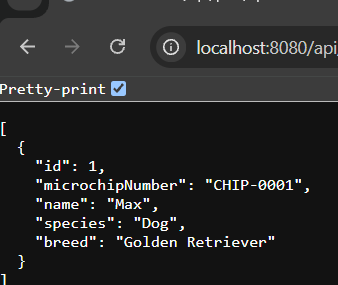 localhost:8080/api
Pretty-print
[
{
"id": 1,
"microchipNumber": "CHIP-0001",
"name": "Max",
"species": "Dog",
"breed": "Golden Retriever"
}
]